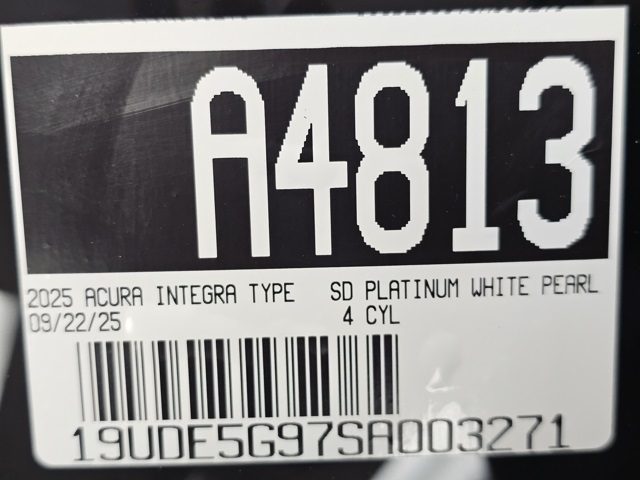 A4813
2025 ACURA INTEGRA TYPE SD PLATINUM WHITE PEARL
09/22/25 4 CYL
19UDE5G97SA003271